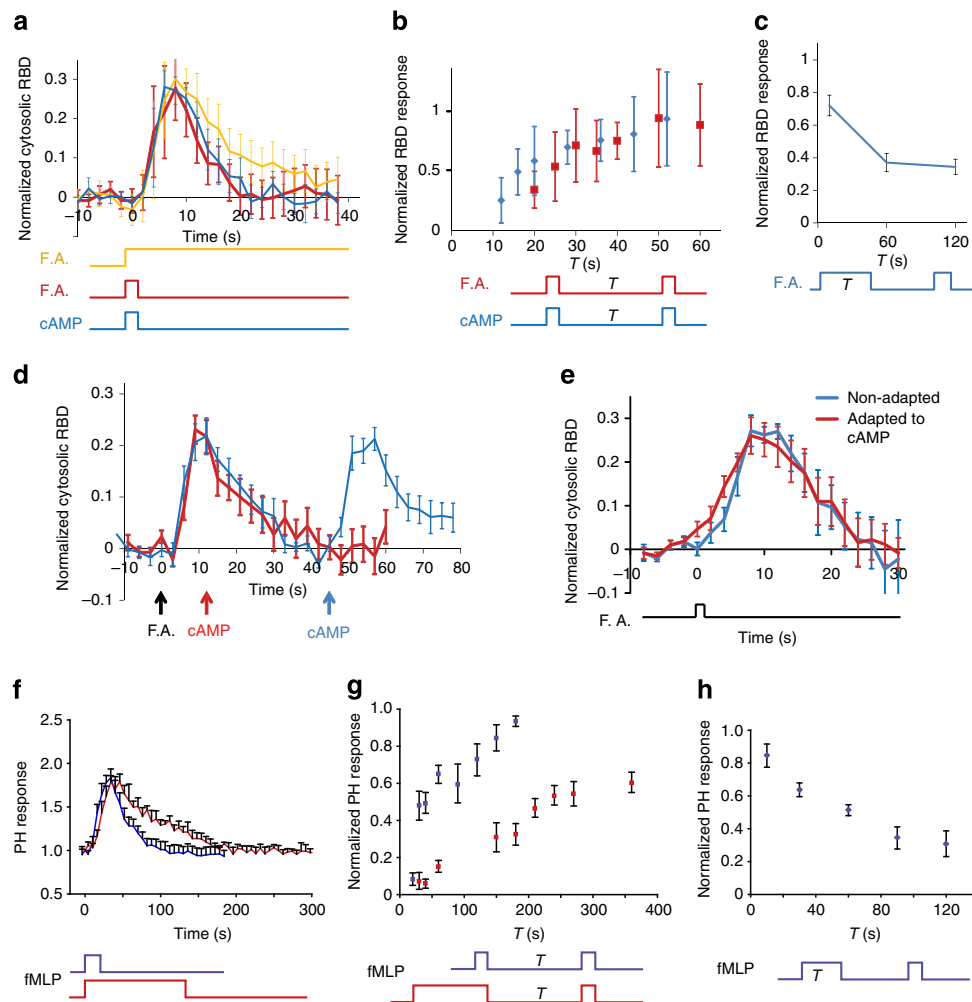 a
Normalized cytosolic RBD
0.3
0.2
0.1
0
–10 0 20 40
Time (s)
F.A.
F.A.
cAMP
b
Normalized RBD response
1
0.5
0
0 10 20 30 40 50 60
T (s)
F.A. T
cAMP T
c
Normalized RBD response
1
0.8
0.6
0.4
0.2
0
0 60 120
T (s)
F.A. T
d
Normalized cytosolic RBD
0.3
0.2
0.1
0
–0.1
–10 0 10 20 30 40 50 60 70 80
Time (s)
F.A. cAMP cAMP
e
Non-adapted
Adapted to
cAMP
Normalized cytosolic RBD
0.3
0.2
0.1
0
–0.1
–10 0 10 20 30
F. A.
Time (s)
f
PH response
2.5
2.0
1.5
1.0
0.5
0 100 200 300
Time (s)
fMLP
g
Normalized PH response
1.0
0.8
0.6
0.4
0.2
0
0 100 200 300 400
T (s)
fMLP T
T
h
Normalized PH response
1.0
0.8
0.6
0.4
0.2
0
0 40 80 120
T (s)
fMLP T